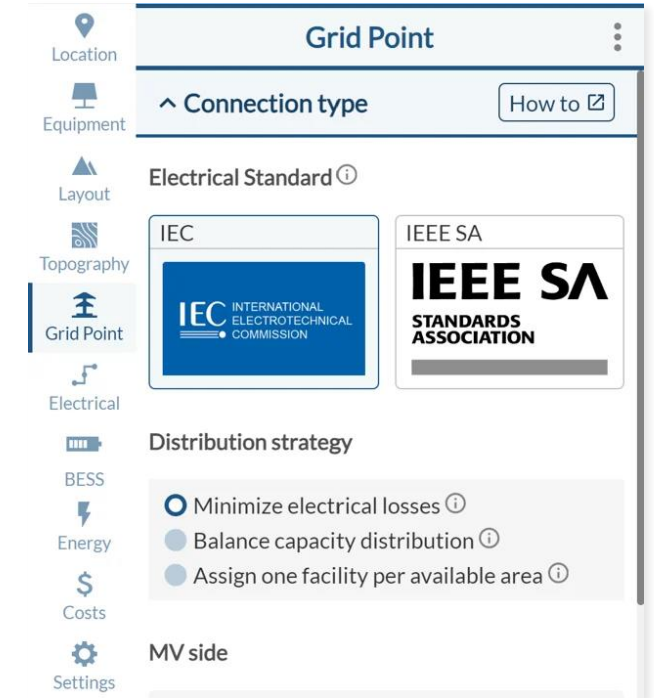 Location
Equipment
Layout
Topography
Grid Point
Electrical
BESS
Energy
Costs
Settings
Grid Point
Connection type
How to
Electrical Standard
IEC
IEC INTERNATIONAL
ELECTROTECHNICAL
COMMISSION
IEEE SA
IEEE SA
STANDARDS
ASSOCIATION
Distribution strategy
Minimize electrical losses
Balance capacity distribution
Assign one facility per available area
MV side